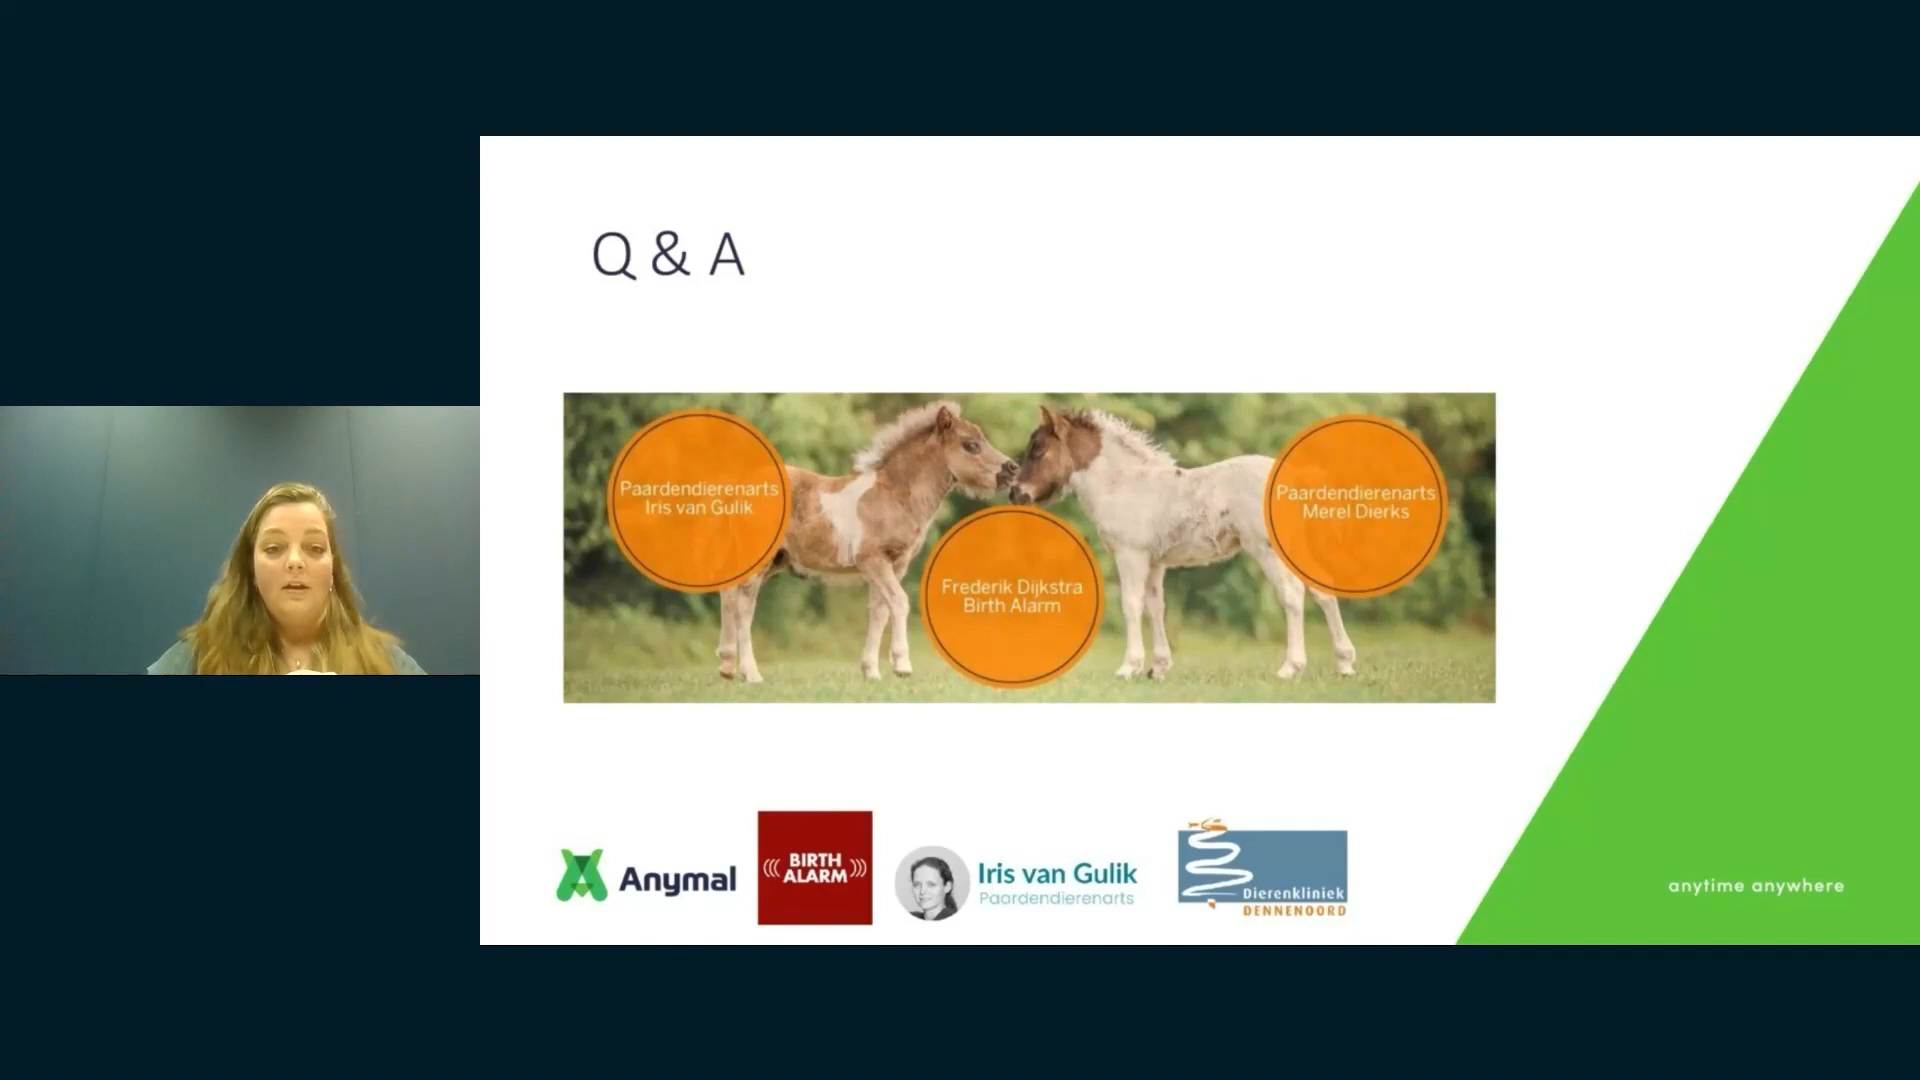 Q & A
Paardendierenarts
Iris van Gulik
Frederik Dijkstra
Birth Alarm
Paardendierenarts
Merel Dierks
Anymal
BIRTH
ALARM
Iris van Gulik
Paardendierenarts
Dierenkliniek
DENNENOORD
anytime anywhere